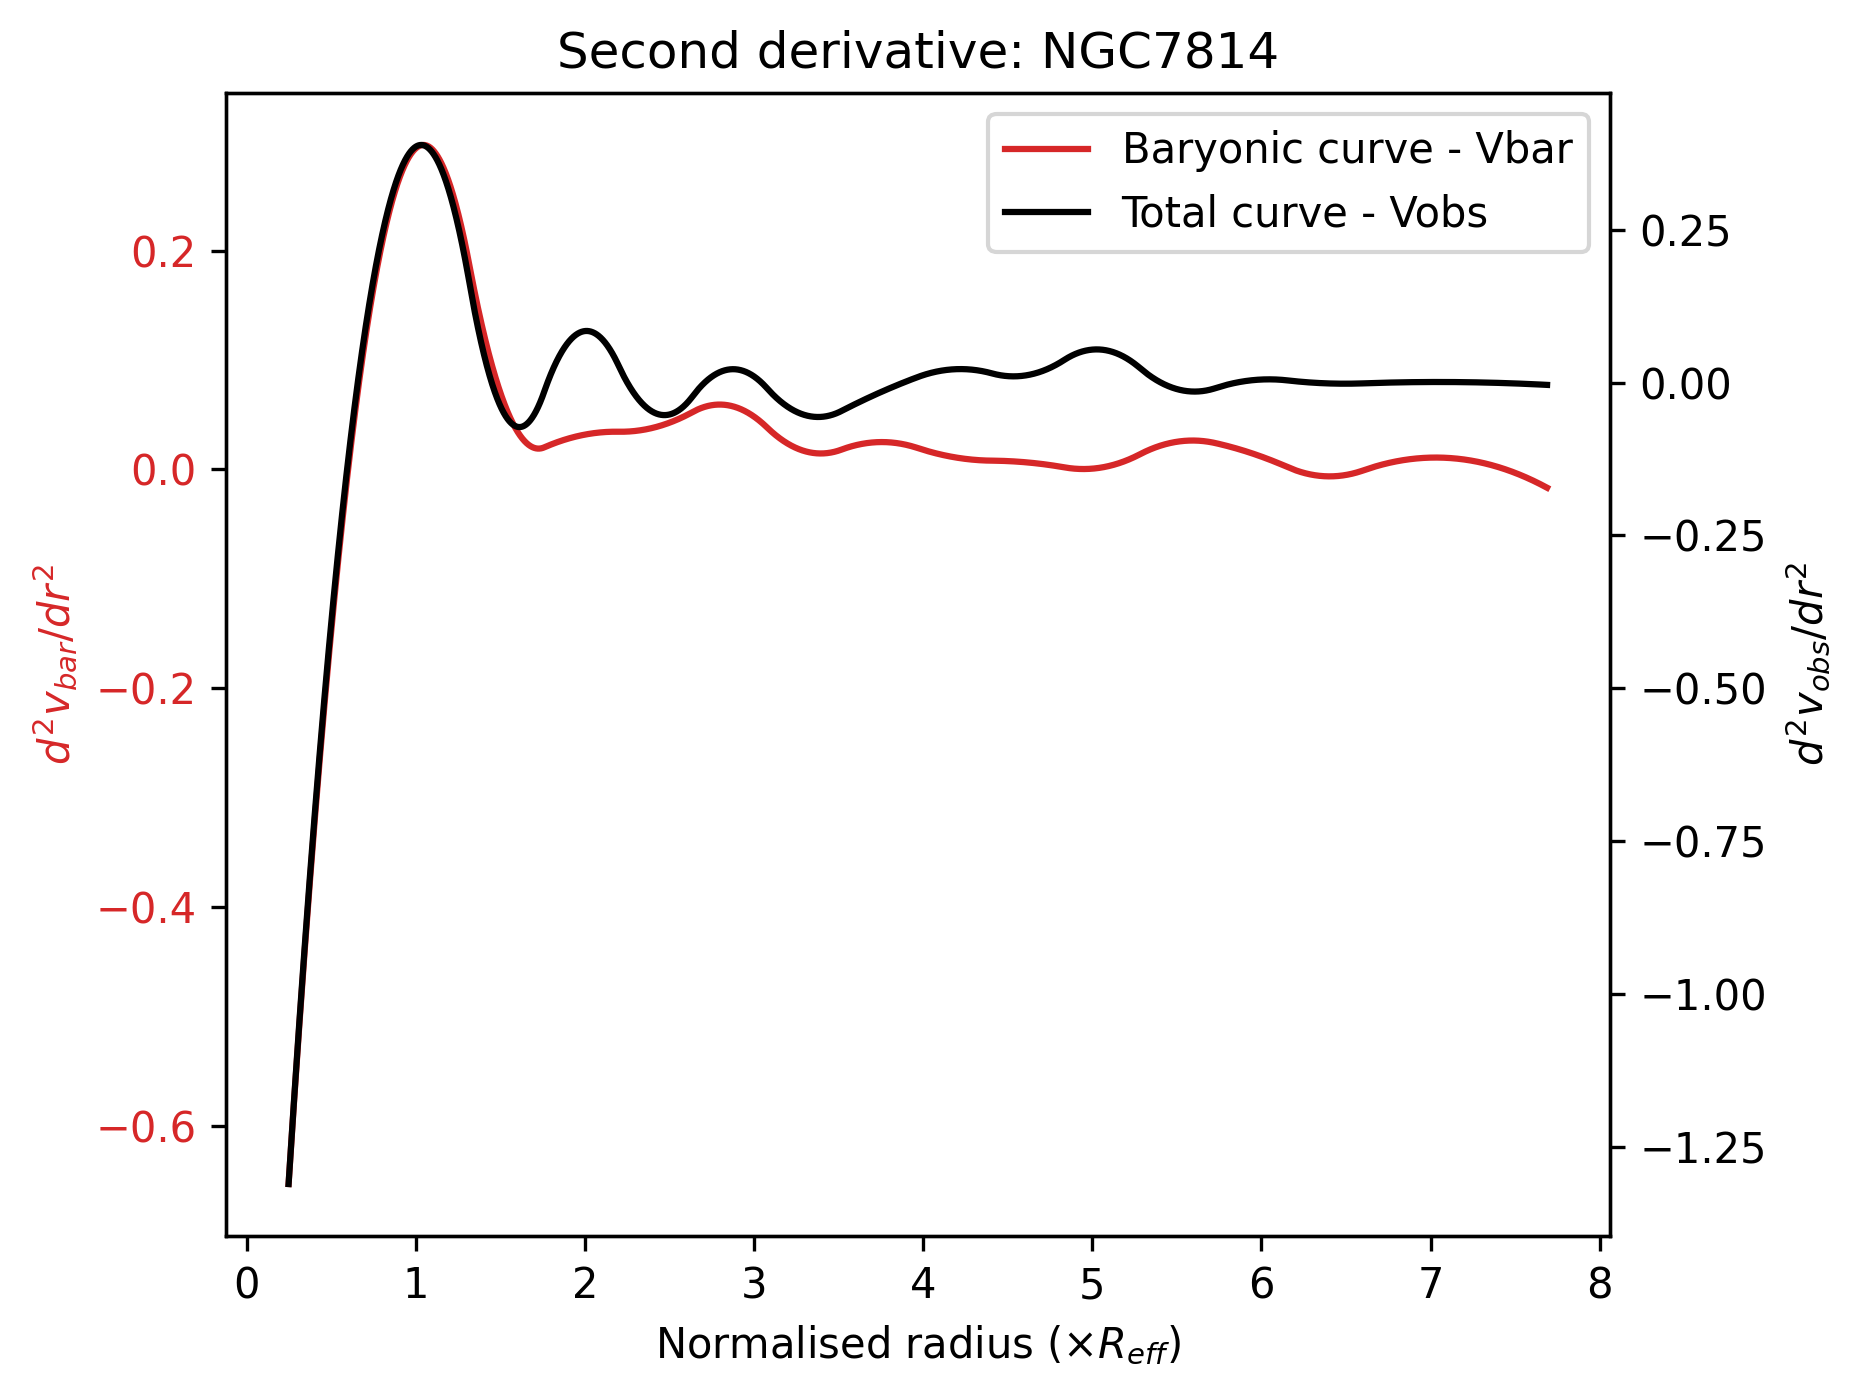 Second derivative: NGC7814
Baryonic curve - Vbar
Total curve - Vobs
0.2
0.0
−0.2
−0.4
−0.6
d²v_bar/dr²
0.25
0.00
−0.25
−0.50
−0.75
−1.00
−1.25
d²v_obs/dr²
0 1 2 3 4 5 6 7 8
Normalised radius (×R_eff)